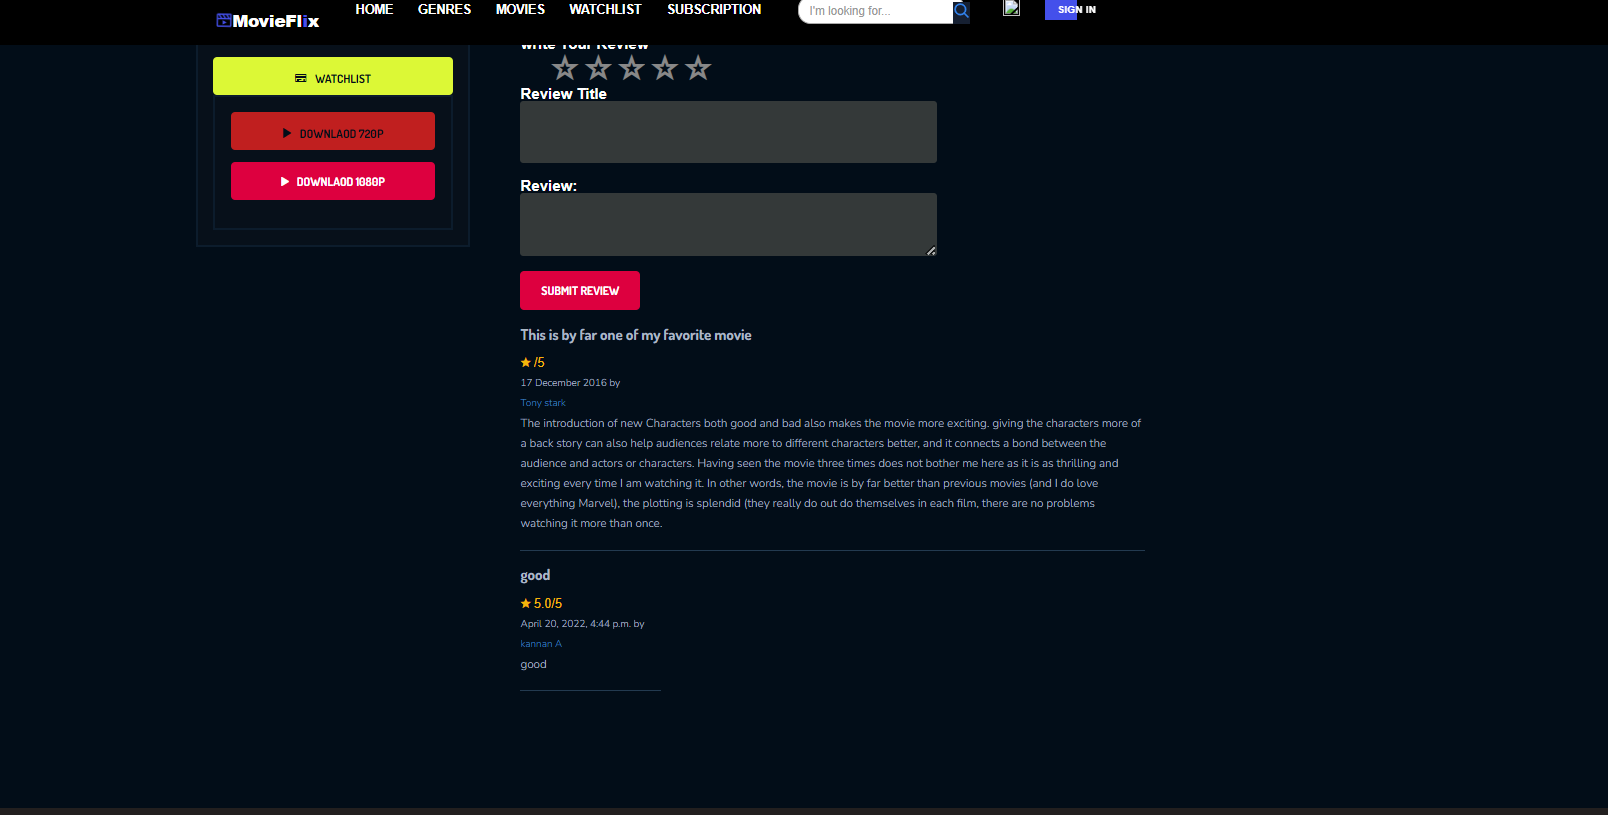 MovieFlix
HOME GENRES MOVIES WATCHLIST SUBSCRIPTION
I'm looking for...
SIGN IN
WATCHLIST
DOWNLAOD 720P
DOWNLAOD 1080P
Write Your Review
Review Title
Review:
SUBMIT REVIEW
This is by far one of my favorite movie
/5
17 December 2016 by
Tony stark
The introduction of new Characters both good and bad also makes the movie more exciting. giving the characters more of
a back story can also help audiences relate more to different characters better, and it connects a bond between the
audience and actors or characters. Having seen the movie three times does not bother me here as it is as thrilling and
exciting every time I am watching it. In other words, the movie is by far better than previous movies (and I do love
everything Marvel), the plotting is splendid (they really do out do themselves in each film, there are no problems
watching it more than once.
good
5.0/5
April 20, 2022, 4:44 p.m. by
kannan A
good